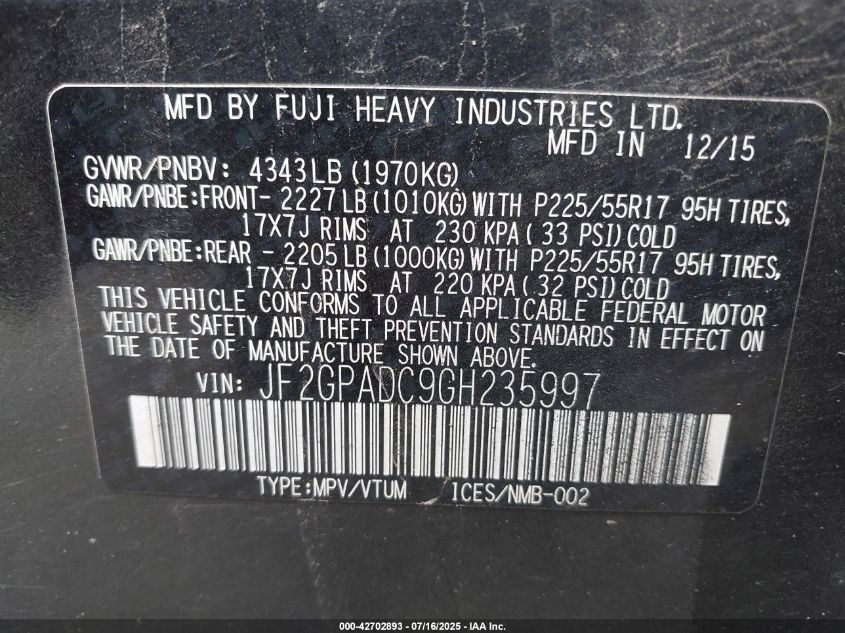 MFD BY FUJI HEAVY INDUSTRIES LTD.
MFD IN 12/15
GVWR/PNBV: 4343LB (1970KG)
GAWR/PNBE:FRONT- 2227LB(1010KG)WITH P225/55R17 95H TIRES,
17X7J RIMS AT 230 KPA( 33 PSI)COLD
GAWR/PNBE:REAR - 2205LB(1000KG)WITH P225/55R17 95H TIRES,
17X7J RIMS AT 220 KPA( 32 PSI)COLD
THIS VEHICLE CONFORMS TO ALL APPLICABLE FEDERAL MOTOR
VEHICLE SAFETY AND THEFT PREVENTION STANDARDS IN EFFECT ON
THE DATE OF MANUFACTURE SHOWN ABOVE.
VIN: JF2GPADC9GH235997
TYPE:MPV/VTUM ICES/NMB-002
000-42702893 - 07/16/2025 - IAA Inc.